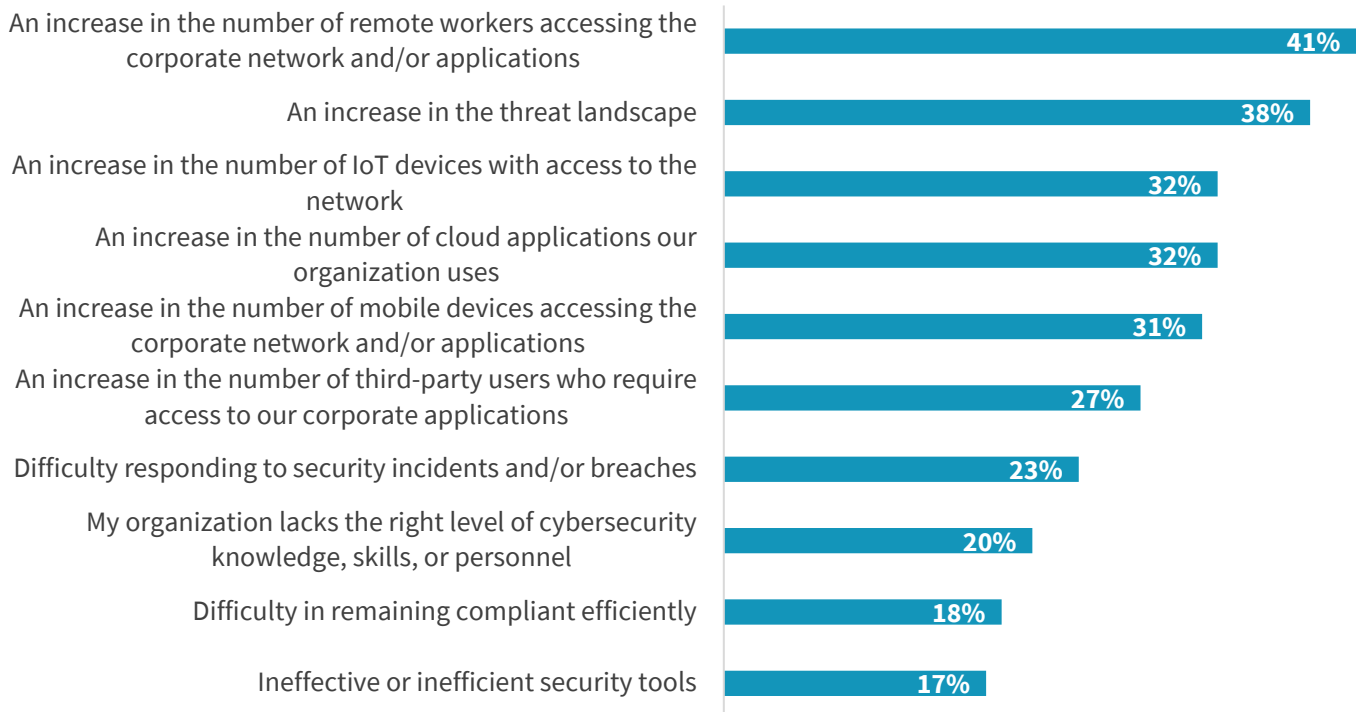 An increase in the number of remote workers accessing the
corporate network and/or applications
41%
An increase in the threat landscape
38%
An increase in the number of IoT devices with access to the
network
32%
An increase in the number of cloud applications our
organization uses
32%
An increase in the number of mobile devices accessing the
corporate network and/or applications
31%
An increase in the number of third-party users who require
access to our corporate applications
27%
Difficulty responding to security incidents and/or breaches
23%
My organization lacks the right level of cybersecurity
knowledge, skills, or personnel
20%
Difficulty in remaining compliant efficiently
18%
Ineffective or inefficient security tools
17%